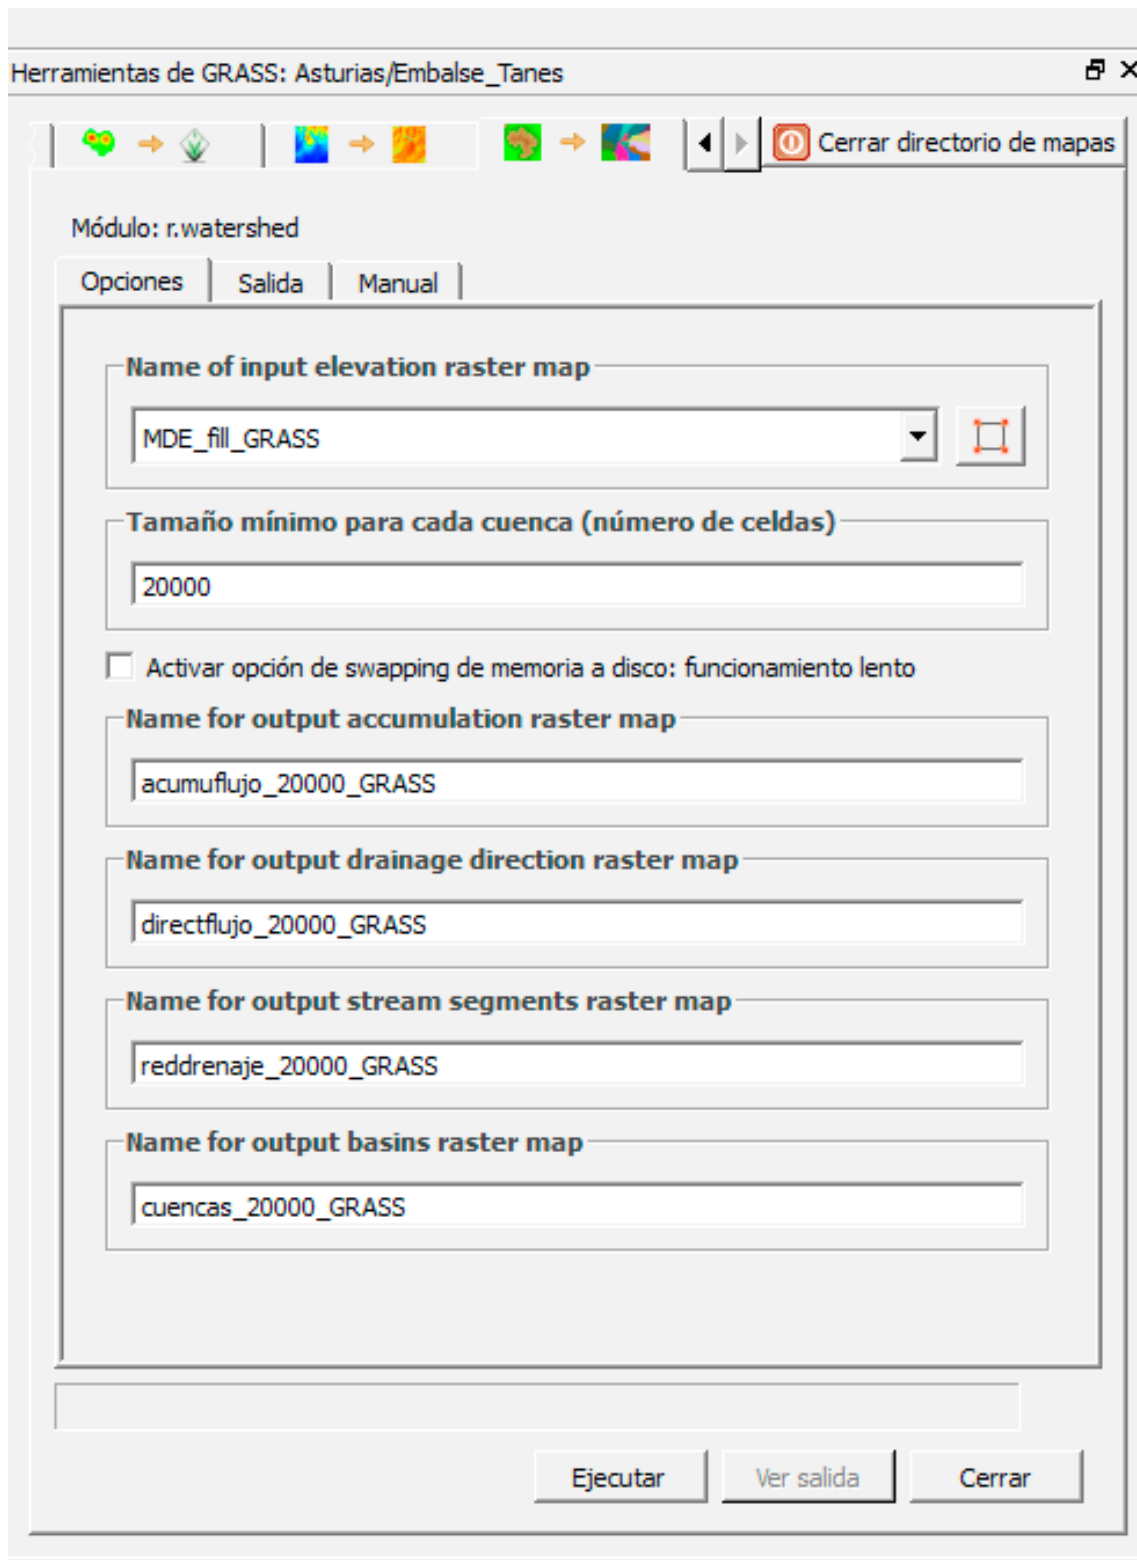 Herramientas de GRASS: Asturias/Embalse_Tanes
Cerrar directorio de mapas
Módulo: r.watershed
Opciones Salida Manual
Name of input elevation raster map
MDE_fill_GRASS
Tamaño mínimo para cada cuenca (número de celdas)
20000
Activar opción de swapping de memoria a disco: funcionamiento lento
Name for output accumulation raster map
acumuflujo_20000_GRASS
Name for output drainage direction raster map
directflujo_20000_GRASS
Name for output stream segments raster map
reddrenaje_20000_GRASS
Name for output basins raster map
cuencas_20000_GRASS
Ejecutar Ver salida Cerrar